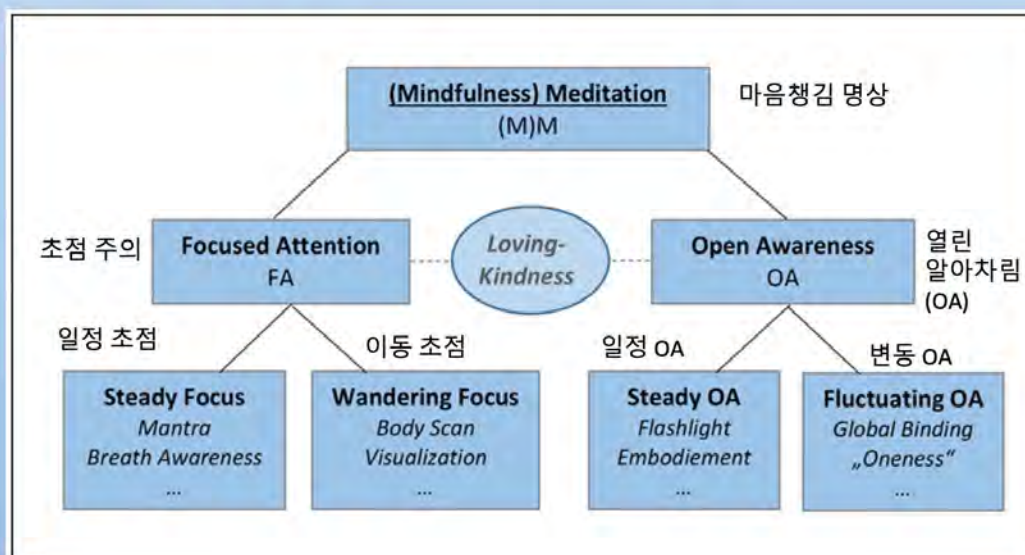 (Mindfulness) Meditation
(M)M
마음챙김 명상
초점 주의
Focused Attention
FA
Loving-
Kindness
Open Awareness
OA
열린
알아차림
(OA)
일정 초점
이동 초점
일정 OA
변동 OA
Steady Focus
Mantra
Breath Awareness
...
Wandering Focus
Body Scan
Visualization
...
Steady OA
Flashlight
Embodiement
...
Fluctuating OA
Global Binding
„Oneness“
...